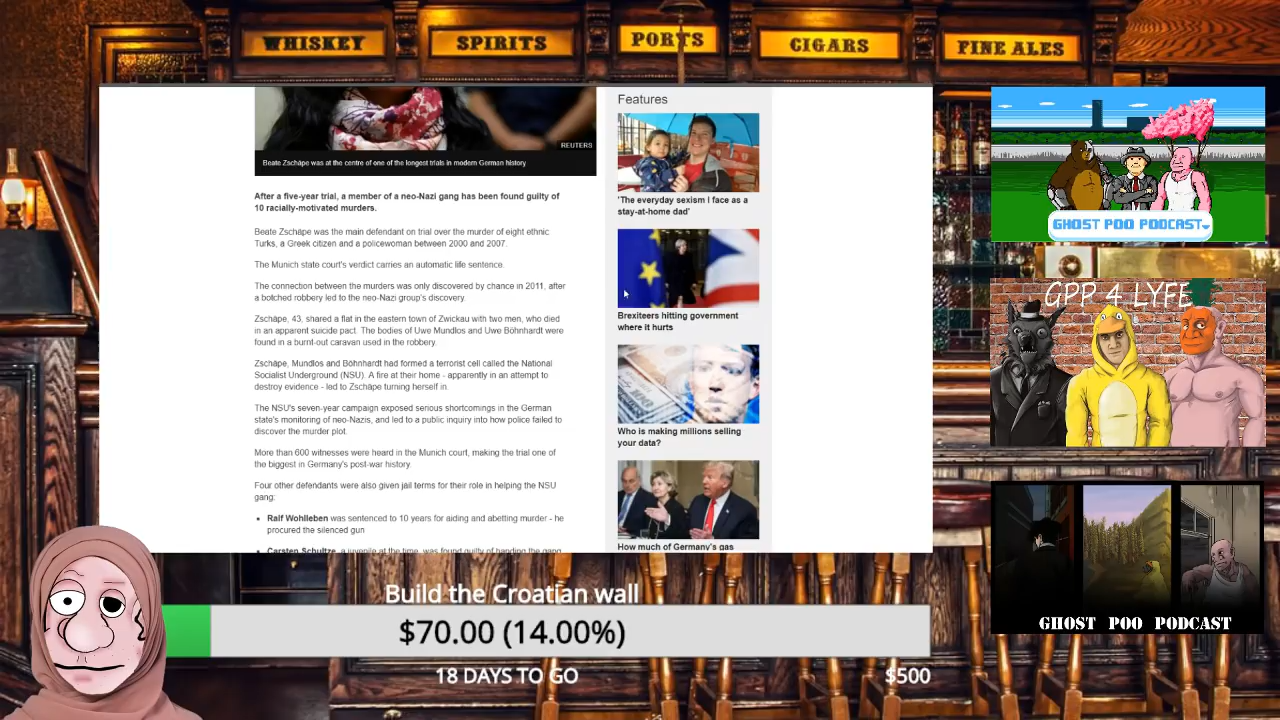 WHISKEY
SPIRITS
PORTS
CIGARS
FINE ALES
REUTERS
Beate Zschäpe was at the centre of one of the longest trials in modern German history
After a five-year trial, a member of a neo-Nazi gang has been found guilty of
10 racially-motivated murders.
Beate Zschäpe was the main defendant on trial over the murder of eight ethnic
Turks, a Greek citizen and a policewoman between 2000 and 2007.
The Munich state court's verdict carries an automatic life sentence.
The connection between the murders was only discovered by chance in 2011, after
a botched robbery led to the neo-Nazi group's discovery.
Zschäpe, 43, shared a flat in the eastern town of Zwickau with two men, who died
in an apparent suicide pact. The bodies of Uwe Mundlos and Uwe Böhnhardt were
found in a burnt-out caravan used in the robbery.
Zschäpe, Mundlos and Böhnhardt had formed a terrorist cell called the National
Socialist Underground (NSU). A fire at their home - apparently in an attempt to
destroy evidence - led to Zschäpe turning herself in.
The NSU's seven-year campaign exposed serious shortcomings in the German
state's monitoring of neo-Nazis, and led to a public inquiry into how police failed to
discover the murder plot.
More than 600 witnesses were heard in the Munich court, making the trial one of
the biggest in Germany's post-war history.
Four other defendants were also given jail terms for their role in helping the NSU
gang:
• Ralf Wohlleben was sentenced to 10 years for aiding and abetting murder - he
procured the silenced gun
• Carsten Schultze, a juvenile at the time, was found guilty of handing the gang
Features
'The everyday sexism I face as a
stay-at-home dad'
Brexiteers hitting government
where it hurts
Who is making millions selling
your data?
How much of Germany's gas
GHOST POO PODCAST
GPP 4 LYFE
GHOST POO PODCAST
Build the Croatian wall
$70.00 (14.00%)
18 DAYS TO GO
$500